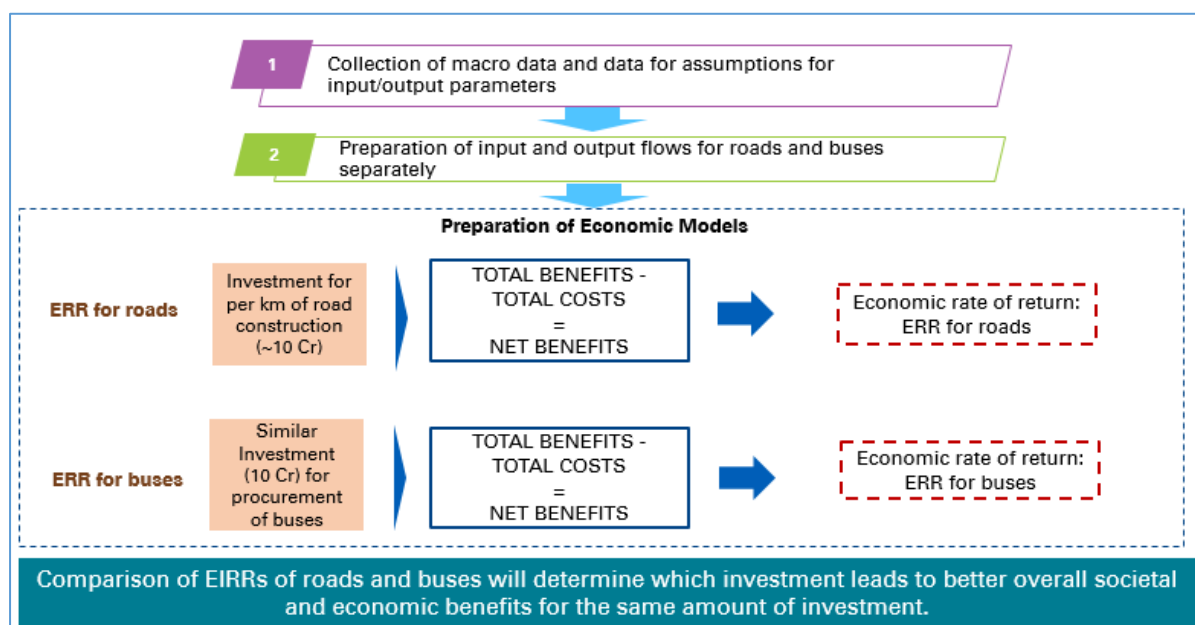 1
Collection of macro data and data for assumptions for
input/output parameters
2
Preparation of input and output flows for roads and buses
separately
Preparation of Economic Models
ERR for roads
Investment for
per km of road
construction
(~10 Cr)
TOTAL BENEFITS -
TOTAL COSTS
=
NET BENEFITS
Economic rate of return:
ERR for roads
ERR for buses
Similar
Investment
(10 Cr) for
procurement
of buses
TOTAL BENEFITS -
TOTAL COSTS
=
NET BENEFITS
Economic rate of return:
ERR for buses
Comparison of EIRRs of roads and buses will determine which investment leads to better overall societal
and economic benefits for the same amount of investment.